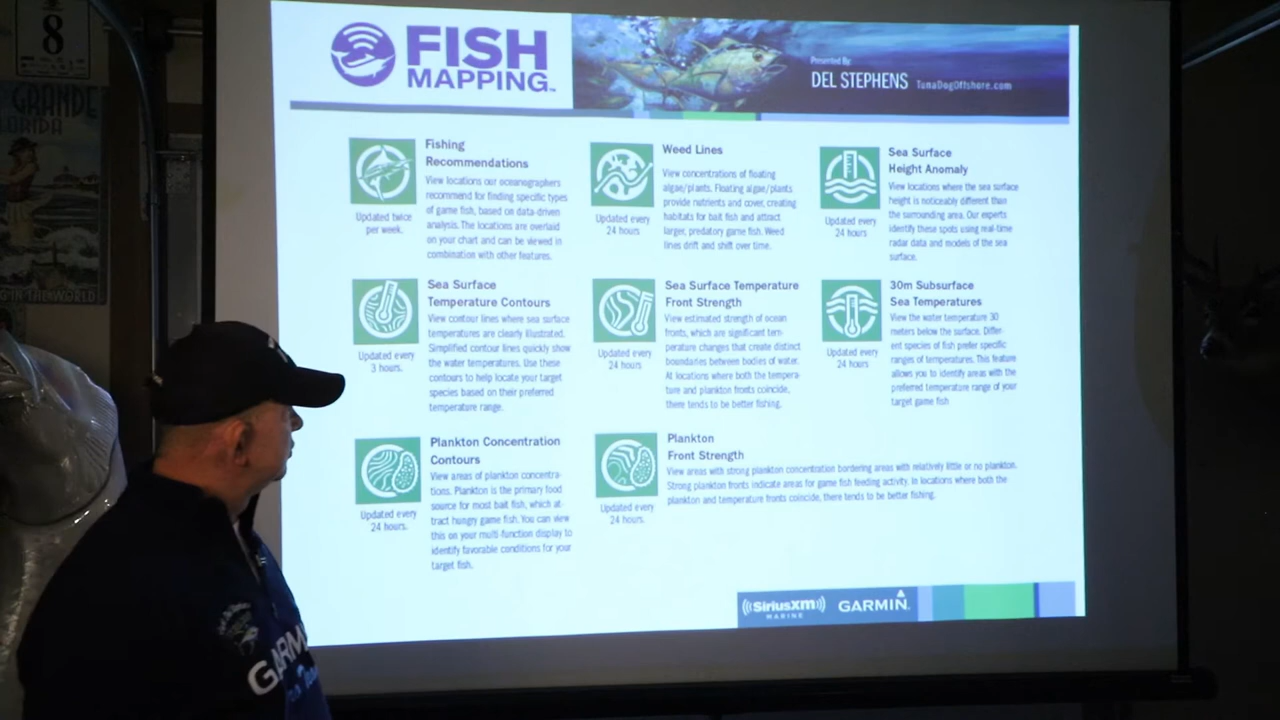 8
GRANDE
FISH
MAPPING™
Presented By
DEL STEPHENS TunaDogOffshore.com
Fishing
Recommendations
View locations our oceanographers
recommend for finding specific types
of game fish, based on data-driven
analysis. The locations are overlaid
on your chart and can be viewed in
combination with other features.
Updated twice
per week.
Weed Lines
View concentrations of floating
algae/plants. Floating algae/plants
provide nutrients and cover, creating
habitats for bait fish and attract
larger, predatory game fish. Weed
lines drift and shift over time.
Updated every
24 hours
Sea Surface
Height Anomaly
View locations where the sea surface
height is noticeably different than
the surrounding area. Our experts
identify these spots using real-time
radar data and models of the sea
surface.
Updated every
24 hours
Sea Surface
Temperature Contours
View contour lines where sea surface
temperatures are clearly illustrated.
Simplified contour lines quickly show
the water temperatures. Use these
contours to help locate your target
species based on their preferred
temperature range.
Updated every
3 hours.
Sea Surface Temperature
Front Strength
View estimated strength of ocean
fronts, which are significant tem-
perature changes that create distinct
boundaries between bodies of water.
At locations where both the tempera-
ture and plankton fronts coincide,
there tends to be better fishing.
Updated every
24 hours
30m Subsurface
Sea Temperatures
View the water temperature 30
meters below the surface. Differ-
ent species of fish prefer specific
ranges of temperatures. This feature
allows you to identify areas with the
preferred temperature range of your
target game fish
Updated every
24 hours
Plankton Concentration
Contours
View areas of plankton concentra-
tions. Plankton is the primary food
source for most bait fish, which at-
tract hungry game fish. You can view
this on your multi-function display to
identify favorable conditions for your
target fish.
Updated every
24 hours.
Plankton
Front Strength
View areas with strong plankton concentration bordering areas with relatively little or no plankton.
Strong plankton fronts indicate areas for game fish feeding activity. In locations where both the
plankton and temperature fronts coincide, there tends to be better fishing.
Updated every
24 hours.
SiriusXM
MARINE
GARMIN
IN THE WORLD